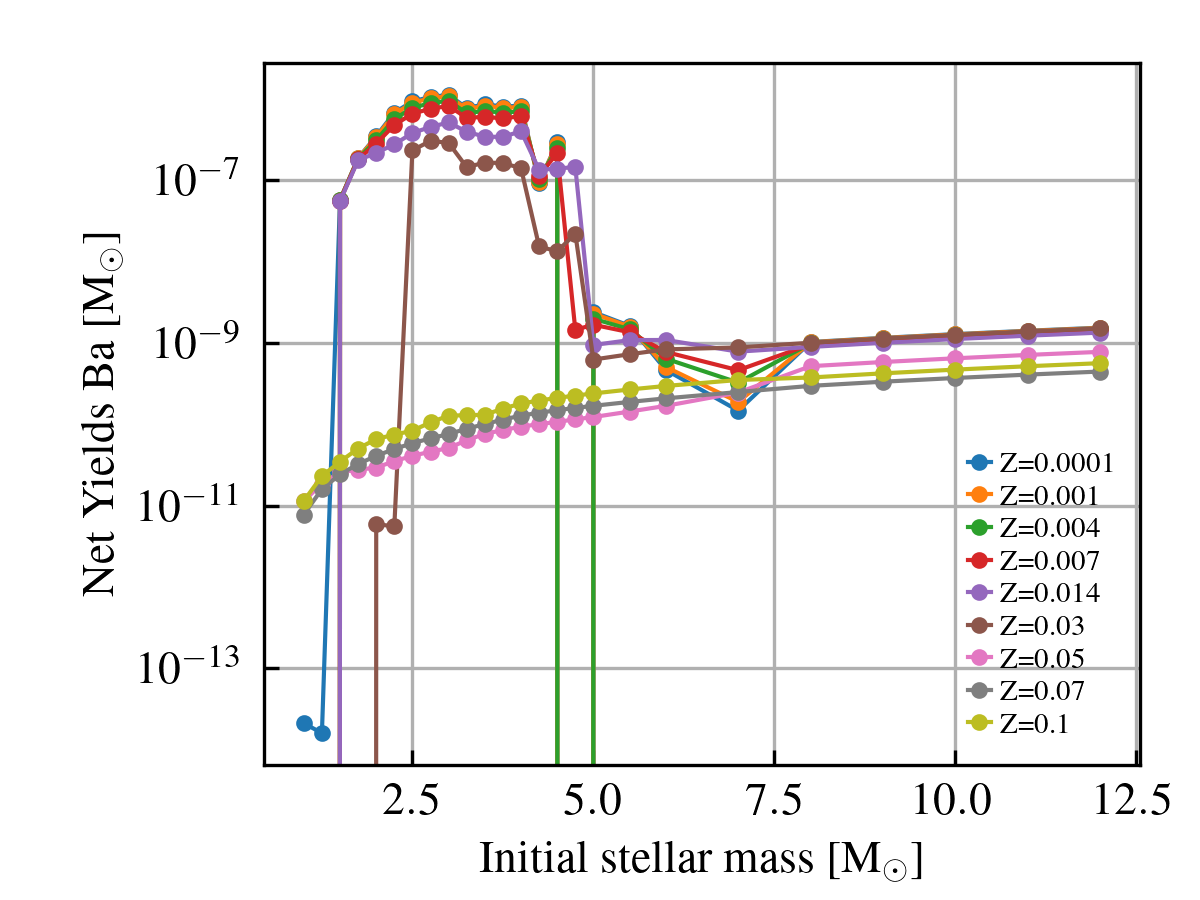 Net Yields Ba [M☉]
10⁻⁷
10⁻⁹
10⁻¹¹
10⁻¹³
Z=0.0001
Z=0.001
Z=0.004
Z=0.007
Z=0.014
Z=0.03
Z=0.05
Z=0.07
Z=0.1
2.5 5.0 7.5 10.0 12.5
Initial stellar mass [M☉]